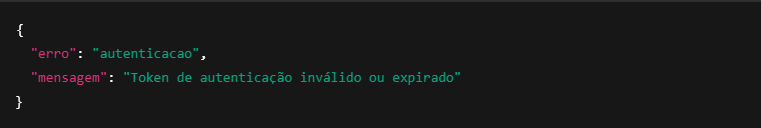 {
"erro": "autenticacao",
"mensagem": "Token de autenticação inválido ou expirado"
}